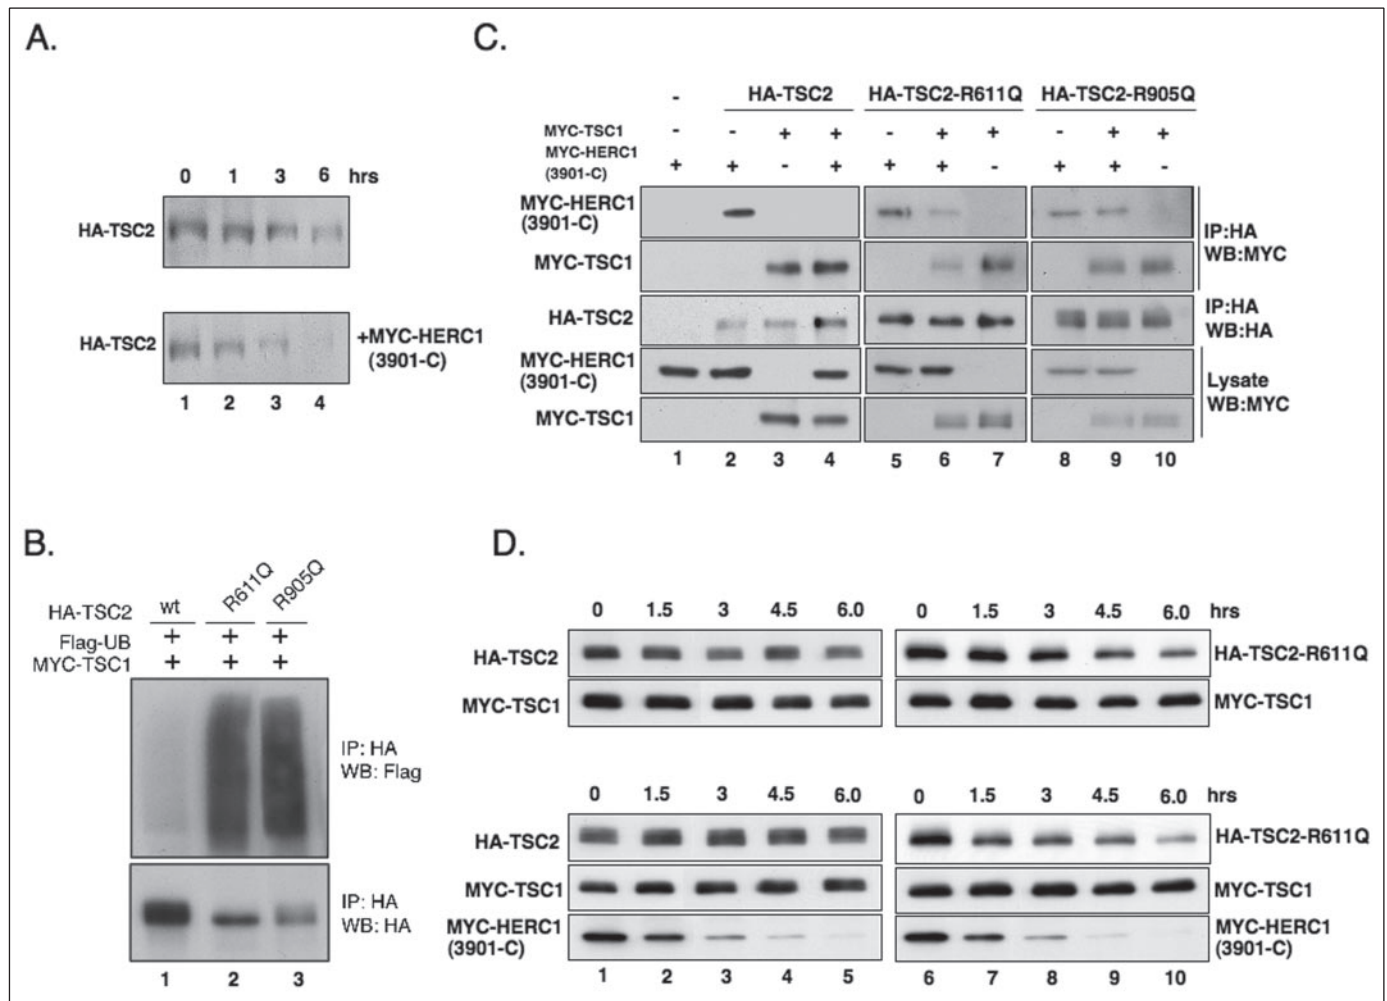 A.
0 1 3 6 hrs
HA-TSC2
HA-TSC2
+MYC-HERC1
(3901-C)
1 2 3 4
C.
- HA-TSC2 HA-TSC2-R611Q HA-TSC2-R905Q
MYC-TSC1 - - + + - + + - + +
MYC-HERC1
(3901-C) + + - + + + - + + -
MYC-HERC1
(3901-C)
MYC-TSC1
IP:HA
WB:MYC
HA-TSC2
IP:HA
WB:HA
MYC-HERC1
(3901-C)
MYC-TSC1
Lysate
WB:MYC
1 2 3 4 5 6 7 8 9 10
B.
HA-TSC2 wt R611Q R905Q
Flag-UB + + +
MYC-TSC1 + + +
IP: HA
WB: Flag
IP: HA
WB: HA
1 2 3
D.
0 1.5 3 4.5 6.0 0 1.5 3 4.5 6.0 hrs
HA-TSC2 HA-TSC2-R611Q
MYC-TSC1 MYC-TSC1
0 1.5 3 4.5 6.0 0 1.5 3 4.5 6.0 hrs
HA-TSC2 HA-TSC2-R611Q
MYC-TSC1 MYC-TSC1
MYC-HERC1 MYC-HERC1
(3901-C) (3901-C)
1 2 3 4 5 6 7 8 9 10